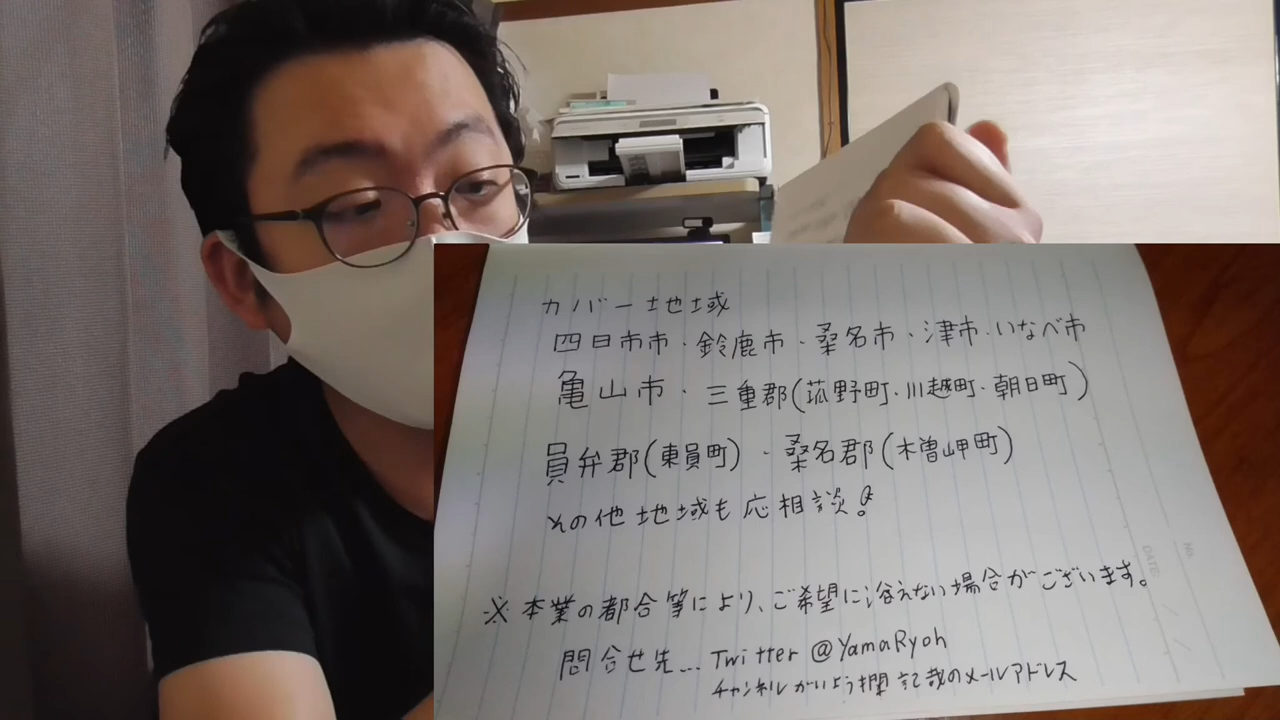 カバー地域
四日市市・鈴鹿市・桑名市・津市・いなべ市
亀山市・三重郡(菰野町・川越町・朝日町)
員弁郡(東員町)・桑名郡(木曽岬町)
その他地域も応相談!
※本業の都合等により、ご希望に沿えない場合がございます。
問合せ先…Twitter @YamaRyoh
チャンネルがいよう欄記載のメールアドレス
No.
DATE